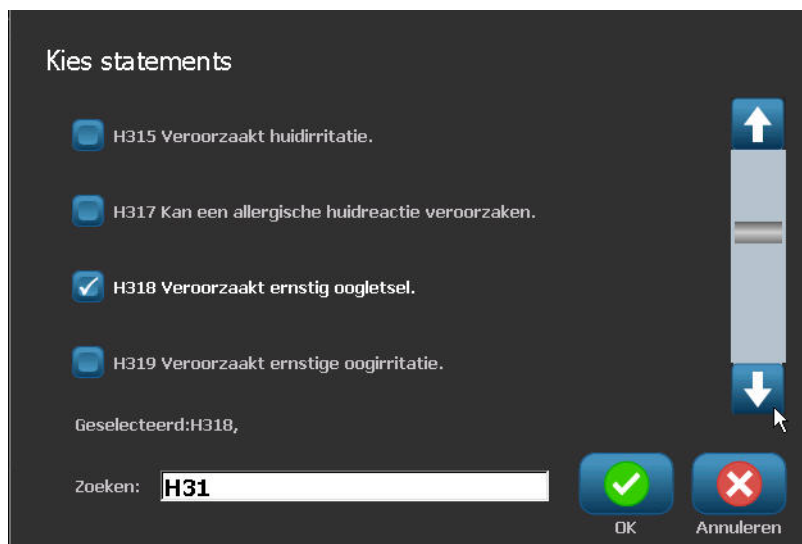 Kies statements
H315 Veroorzaakt huidirritatie.
H317 Kan een allergische huidreactie veroorzaken.
H318 Veroorzaakt ernstig oogletsel.
H319 Veroorzaakt ernstige oogirritatie.
Geselecteerd:H318,
Zoeken: H31
OK Annuleren